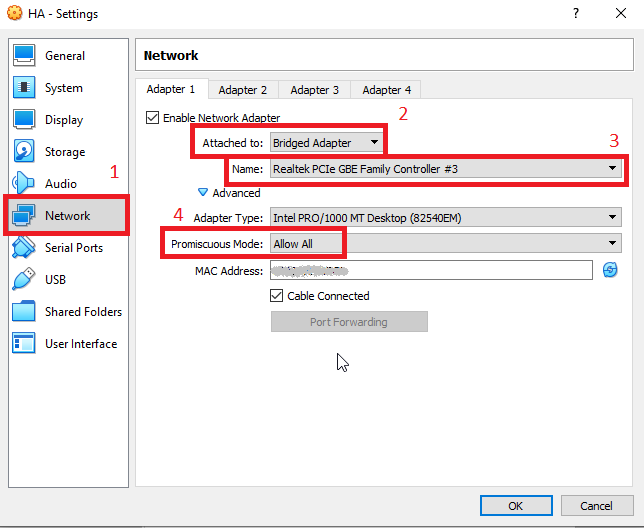 HA - Settings
General
System
Display
Storage
1
Audio
Network
Serial Ports
USB
Shared Folders
User Interface
Network
Adapter 1 Adapter 2 Adapter 3 Adapter 4
Enable Network Adapter
2
Attached to: Bridged Adapter
3
Name: Realtek PCIe GBE Family Controller #3
Advanced
4
Adapter Type: Intel PRO/1000 MT Desktop (82540EM)
Promiscuous Mode: Allow All
MAC Address:
Cable Connected
Port Forwarding
OK Cancel